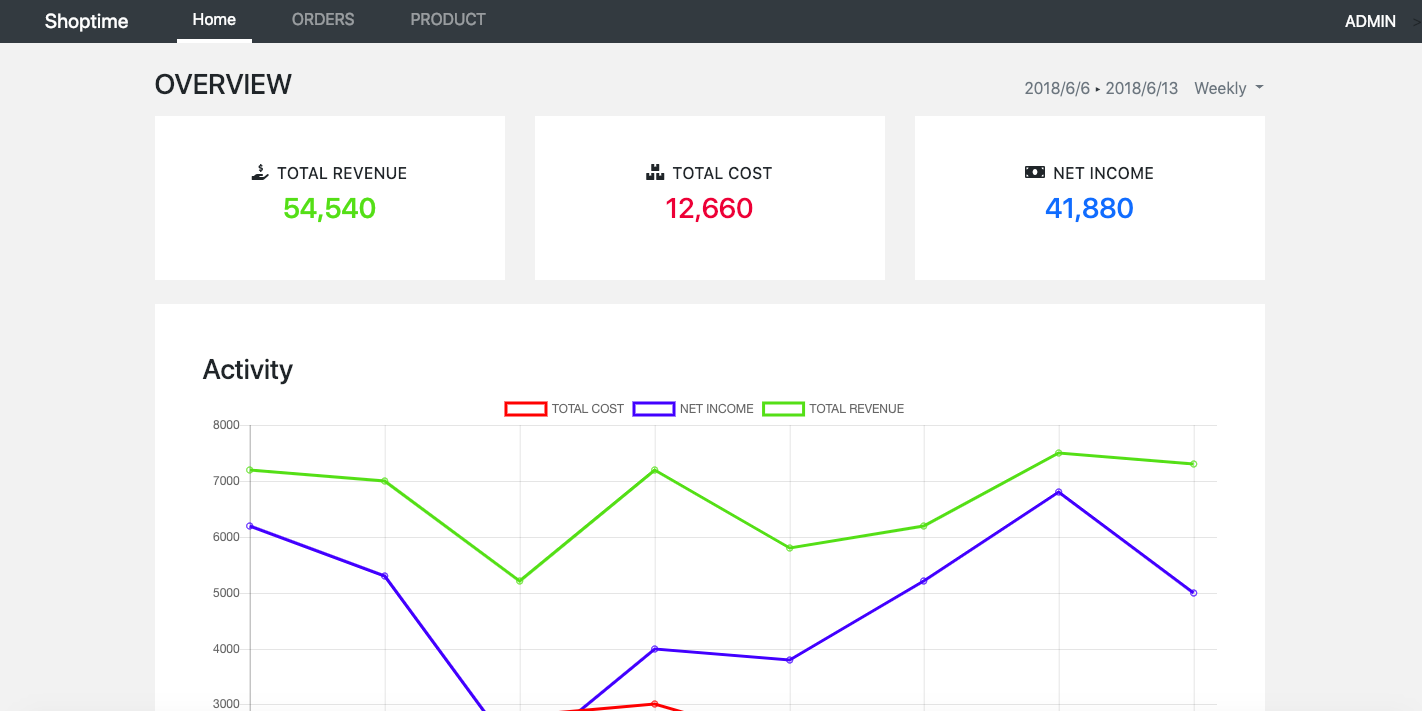 Shoptime Home ORDERS PRODUCT ADMIN
OVERVIEW
2018/6/6 ‣ 2018/6/13 Weekly
TOTAL REVENUE
54,540
TOTAL COST
12,660
NET INCOME
41,880
Activity
TOTAL COST NET INCOME TOTAL REVENUE
8000
7000
6000
5000
4000
3000